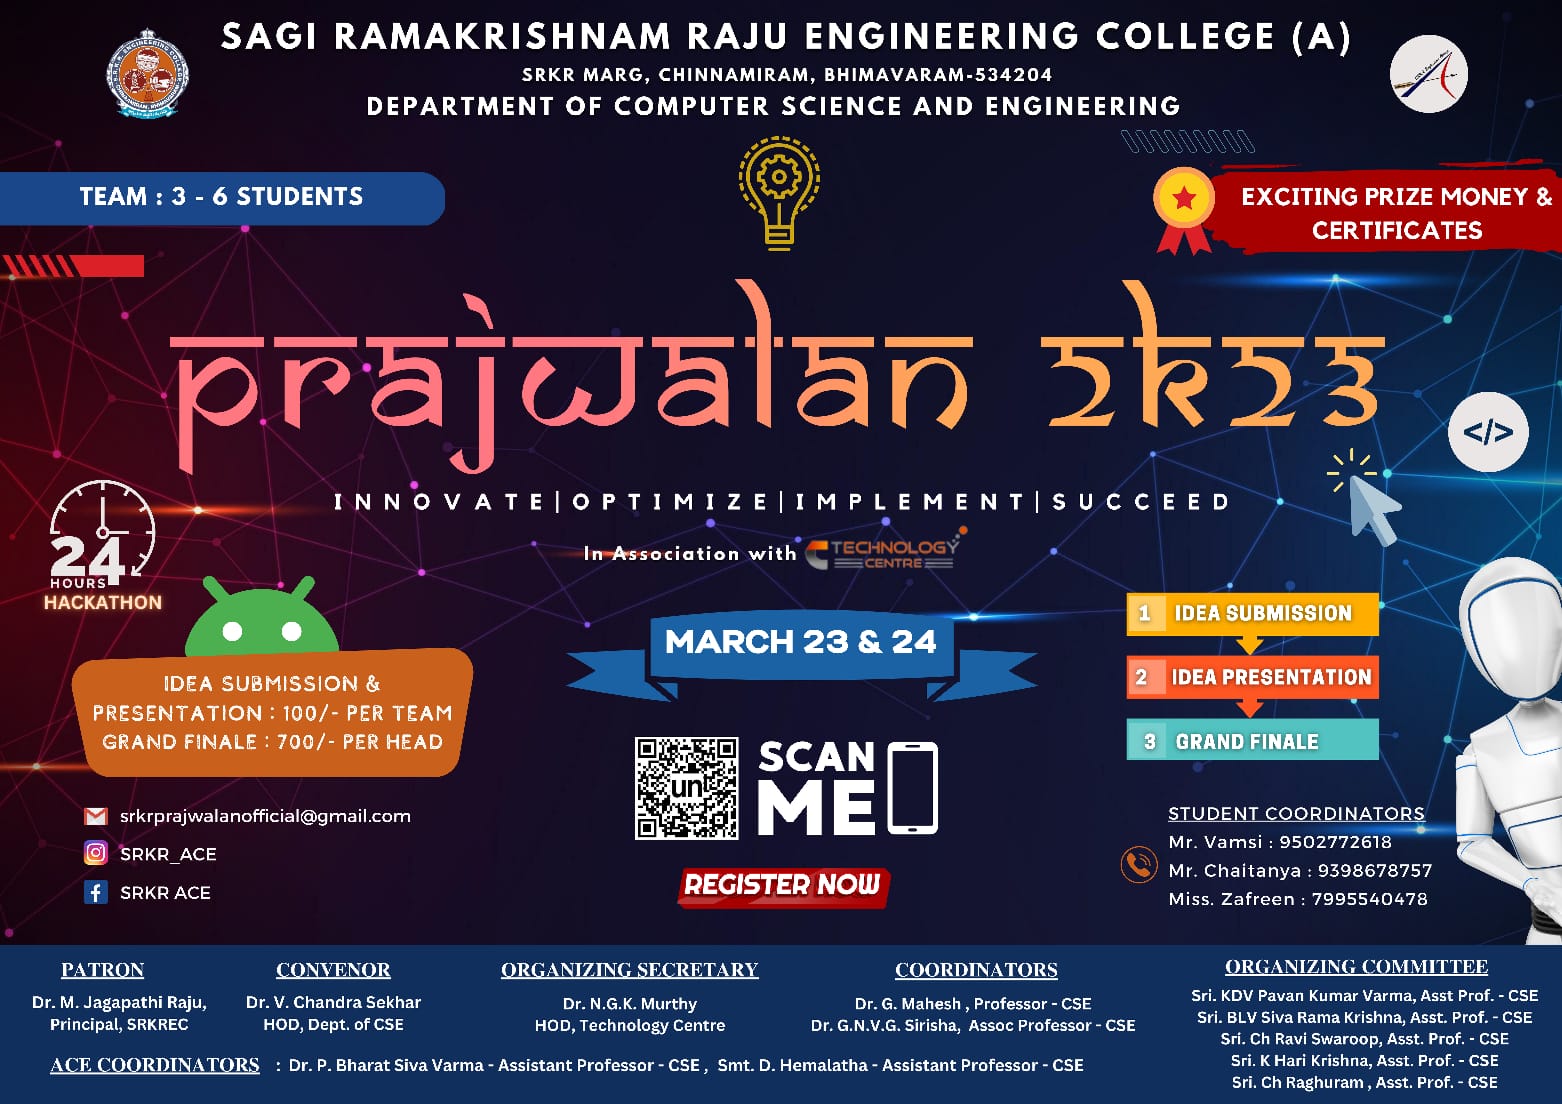 SAGI RAMAKRISHNAM RAJU ENGINEERING COLLEGE (A)
SRKR MARG, CHINNAMIRAM, BHIMAVARAM-534204
DEPARTMENT OF COMPUTER SCIENCE AND ENGINEERING
TEAM : 3 - 6 STUDENTS
EXCITING PRIZE MONEY &
CERTIFICATES
prajwalan 2k23
</>
INNOVATE|OPTIMIZE|IMPLEMENT|SUCCEED
In Association with TECHNOLOGY
CENTRE
24
HOURS
HACKATHON
MARCH 23 & 24
IDEA SUBMISSION &
PRESENTATION : 100/- PER TEAM
GRAND FINALE : 700/- PER HEAD
1 IDEA SUBMISSION
2 IDEA PRESENTATION
3 GRAND FINALE
un
SCAN
ME
REGISTER NOW
srkrprajwalanofficial@gmail.com
SRKR_ACE
SRKR ACE
STUDENT COORDINATORS
Mr. Vamsi : 9502772618
Mr. Chaitanya : 9398678757
Miss. Zafreen : 7995540478
PATRON
Dr. M. Jagapathi Raju,
Principal, SRKREC
CONVENOR
Dr. V. Chandra Sekhar
HOD, Dept. of CSE
ORGANIZING SECRETARY
Dr. N.G.K. Murthy
HOD, Technology Centre
COORDINATORS
Dr. G. Mahesh , Professor - CSE
Dr. G.N.V.G. Sirisha, Assoc Professor - CSE
ORGANIZING COMMITTEE
Sri. KDV Pavan Kumar Varma, Asst Prof. - CSE
Sri. BLV Siva Rama Krishna, Asst. Prof. - CSE
Sri. Ch Ravi Swaroop, Asst. Prof. - CSE
Sri. K Hari Krishna, Asst. Prof. - CSE
Sri. Ch Raghuram , Asst. Prof. - CSE
ACE COORDINATORS : Dr. P. Bharat Siva Varma - Assistant Professor - CSE , Smt. D. Hemalatha - Assistant Professor - CSE